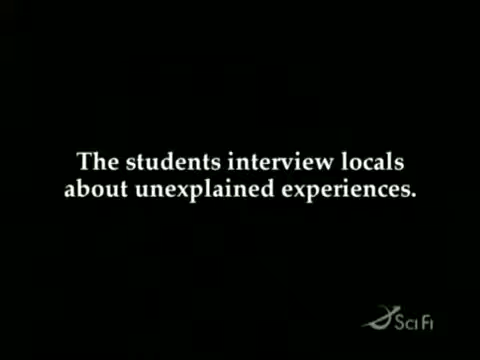 The students interview locals
about unexplained experiences.
SCI FI